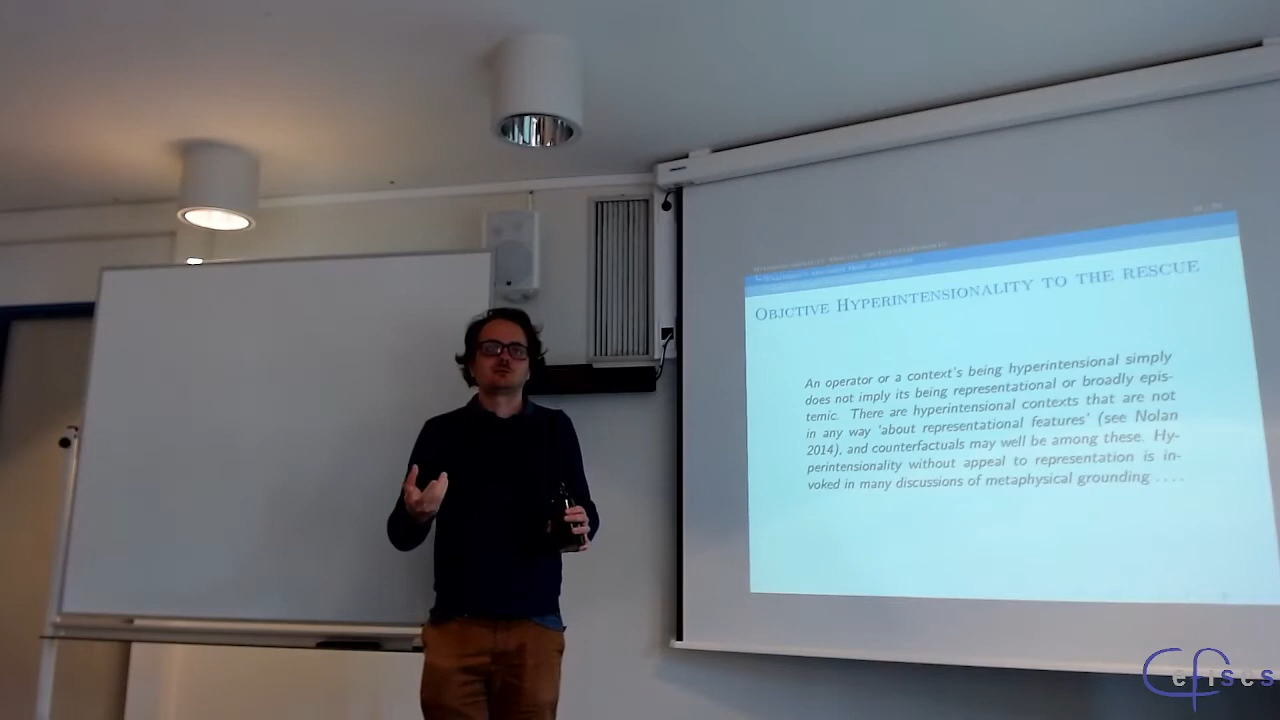 OBJCTIVE HYPERINTENSIONALITY TO THE RESCUE
An operator or a context's being hyperintensional simply
does not imply its being representational or broadly epis-
temic. There are hyperintensional contexts that are not
in any way 'about representational features' (see Nolan
2014), and counterfactuals may well be among these. Hy-
perintensionality without appeal to representation is in-
voked in many discussions of metaphysical grounding ....
Cefises